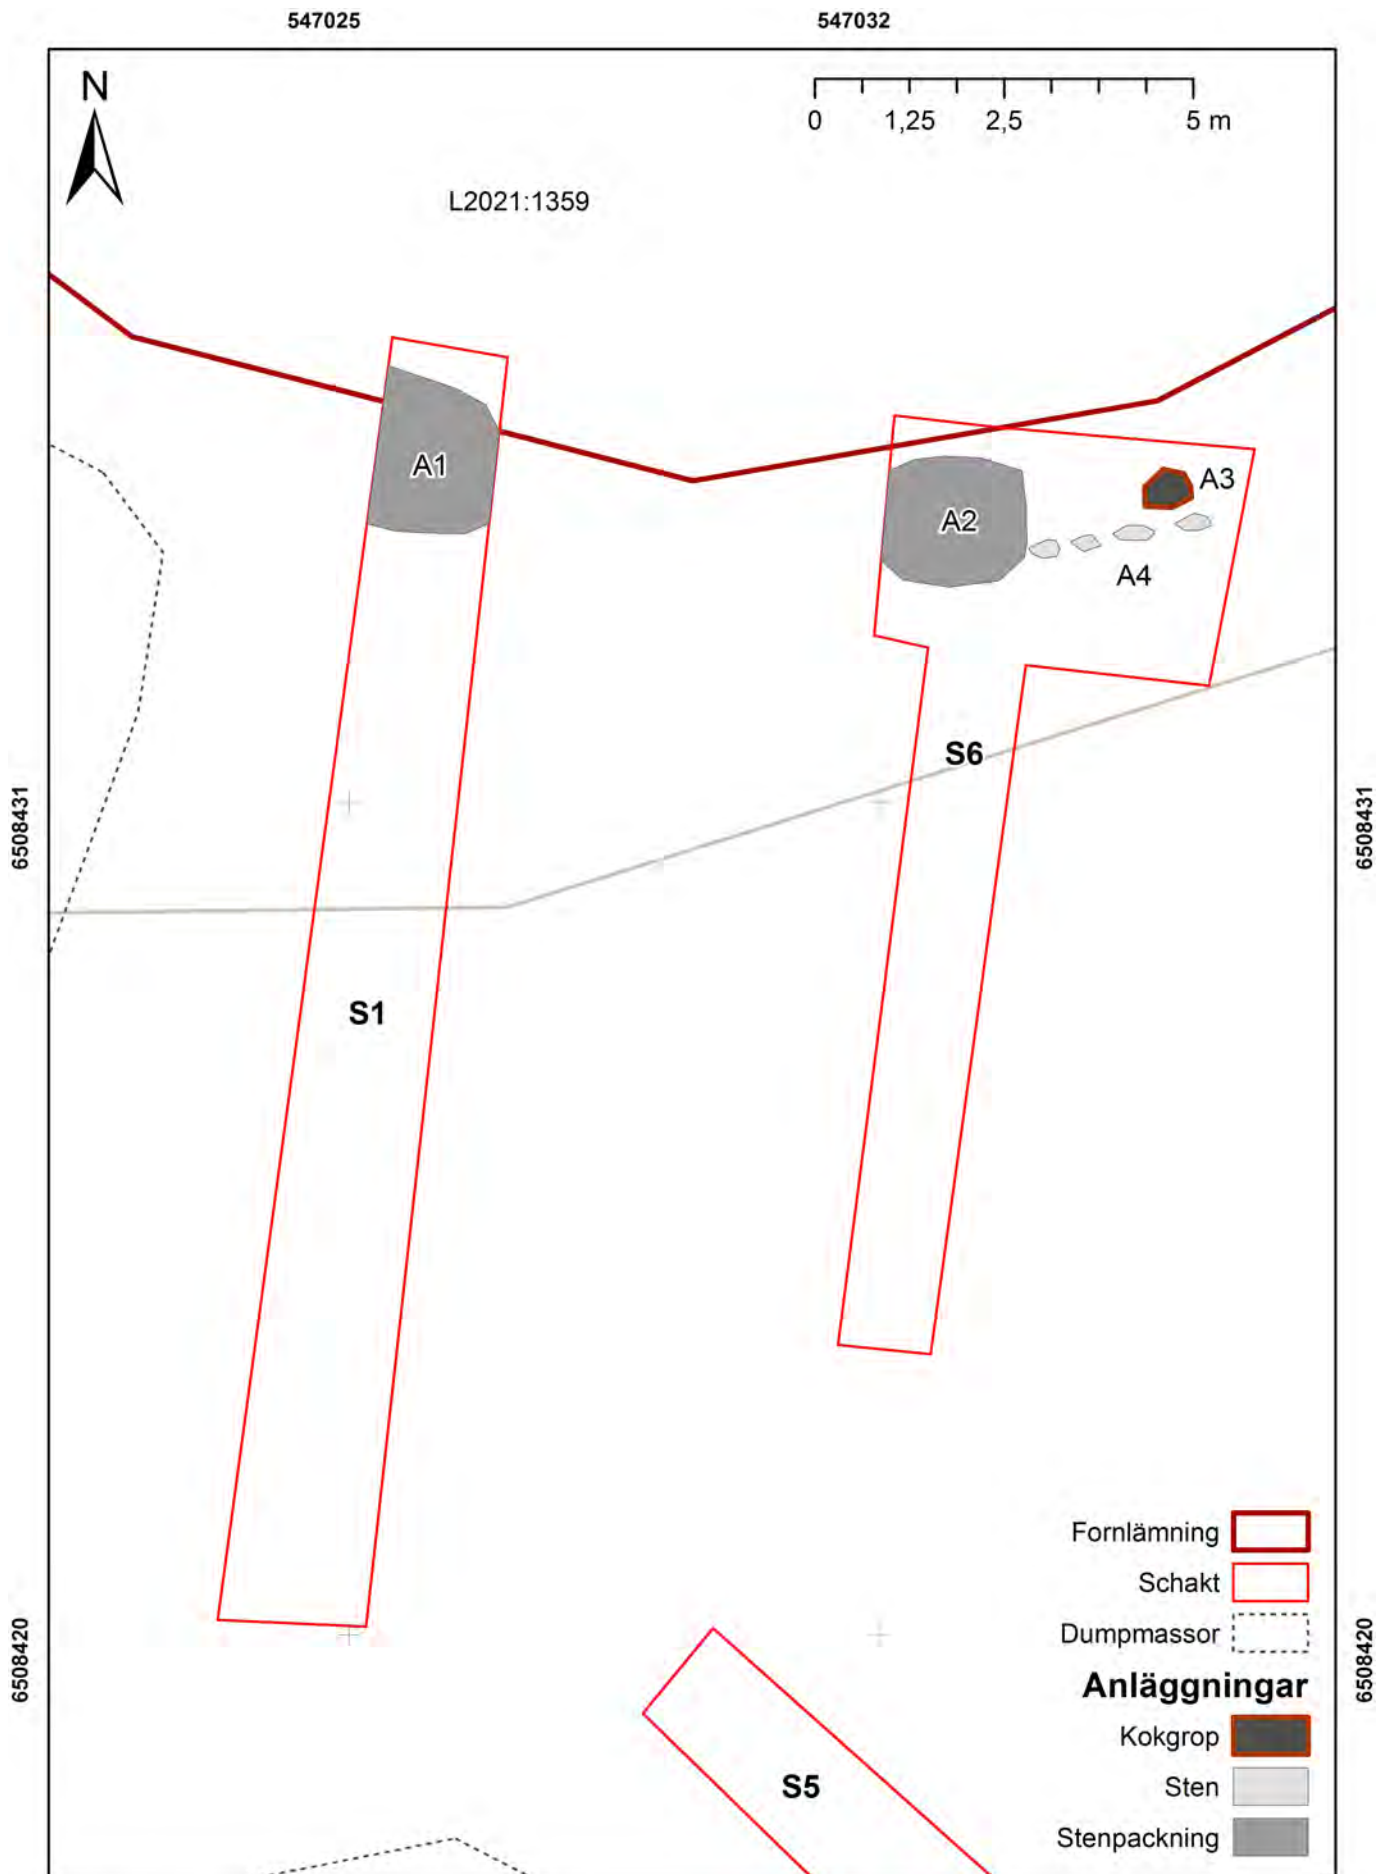 547025 547032
N
0 1,25 2,5 5 m
L2021:1359
A1
A2
A3
A4
S6
6508431 6508431
S1
6508420 6508420
S5
Fornlämning
Schakt
Dumpmassor
Anläggningar
Kokgrop
Sten
Stenpackning